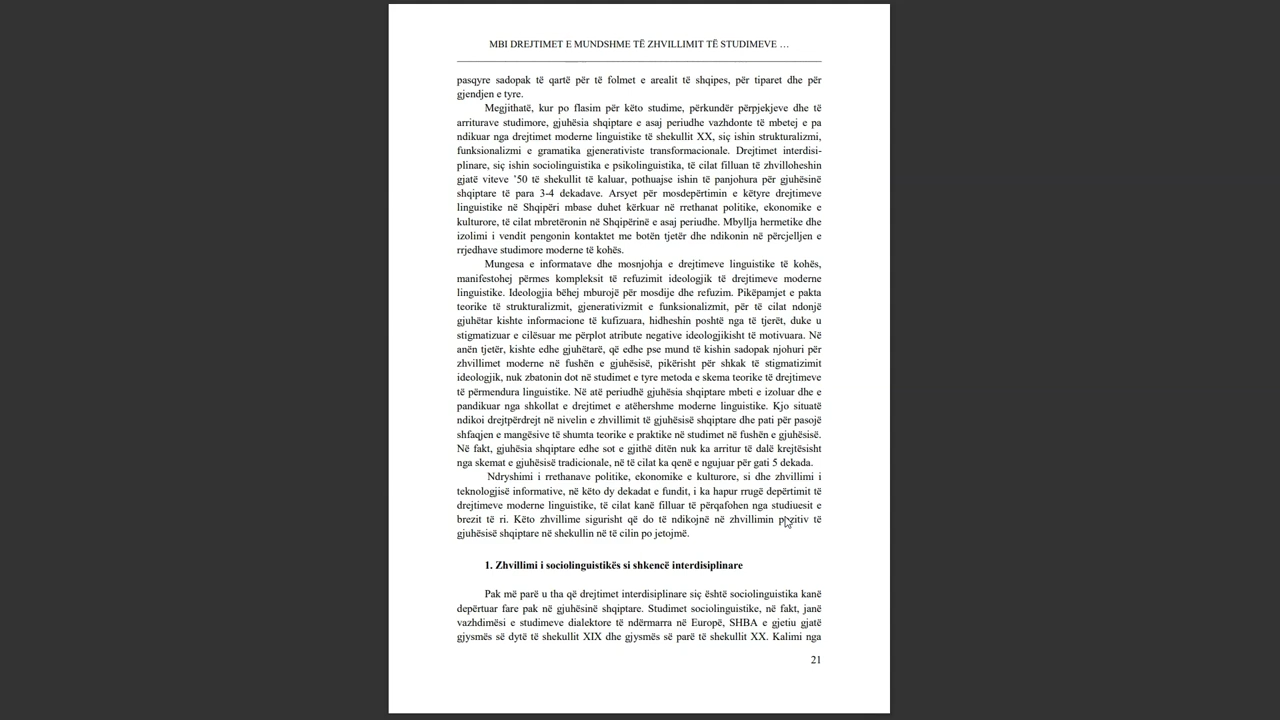 MBI DREJTIMET E MUNDSHME TË ZHVILLIMIT TË STUDIMEVE …
pasqyre sadopak të qartë për të folmet e arealit të shqipes, për tiparet dhe për
gjendjen e tyre.
Megjithatë, kur po flasim për këto studime, përkundër përpjekjeve dhe të
arriturave studimore, gjuhësia shqiptare e asaj periudhe vazhdonte të mbetej e pa
ndikuar nga drejtimet moderne linguistike të shekullit XX, siç ishin strukturalizmi,
funksionalizmi e gramatika gjenerativiste transformacionale. Drejtimet interdisi-
plinare, siç ishin sociolinguistika e psikolinguistika, të cilat filluan të zhvilloheshin
gjatë viteve ’50 të shekullit të kaluar, pothuajse ishin të panjohura për gjuhësinë
shqiptare të para 3-4 dekadave. Arsyet për mosdepërtimin e këtyre drejtimeve
linguistike në Shqipëri mbase duhet kërkuar në rrethanat politike, ekonomike e
kulturore, të cilat mbretëronin në Shqipërinë e asaj periudhe. Mbyllja hermetike dhe
izolimi i vendit pengonin kontaktet me botën tjetër dhe ndikonin në përcjelljen e
rrjedhave studimore moderne të kohës.
Mungesa e informatave dhe mosnjohja e drejtimeve linguistike të kohës,
manifestohej përmes kompleksit të refuzimit ideologjik të drejtimeve moderne
linguistike. Ideologjia bëhej mburojë për mosdije dhe refuzim. Pikëpamjet e pakta
teorike të strukturalizmit, gjenerativizmit e funksionalizmit, për të cilat ndonjë
gjuhëtar kishte informacione të kufizuara, hidheshin poshtë nga të tjerët, duke u
stigmatizuar e cilësuar me përplot atribute negative ideologjikisht të motivuara. Në
anën tjetër, kishte edhe gjuhëtarë, që edhe pse mund të kishin sadopak njohuri për
zhvillimet moderne në fushën e gjuhësisë, pikërisht për shkak të stigmatizimit
ideologjik, nuk zbatonin dot në studimet e tyre metoda e skema teorike të drejtimeve
të përmendura linguistike. Në atë periudhë gjuhësia shqiptare mbeti e izoluar dhe e
pandikuar nga shkollat e drejtimet e atëhershme moderne linguistike. Kjo situatë
ndikoi drejtpërdrejt në nivelin e zhvillimit të gjuhësisë shqiptare dhe pati për pasojë
shfaqjen e mangësive të shumta teorike e praktike në studimet në fushën e gjuhësisë.
Në fakt, gjuhësia shqiptare edhe sot e gjithë ditën nuk ka arritur të dalë krejtësisht
nga skemat e gjuhësisë tradicionale, në të cilat ka qenë e ngujuar për gati 5 dekada.
Ndryshimi i rrethanave politike, ekonomike e kulturore, si dhe zhvillimi i
teknologjisë informative, në këto dy dekadat e fundit, i ka hapur rrugë depërtimit të
drejtimeve moderne linguistike, të cilat kanë filluar të përqafohen nga studiuesit e
brezit të ri. Këto zhvillime sigurisht që do të ndikojnë në zhvillimin pozitiv të
gjuhësisë shqiptare në shekullin në të cilin po jetojmë.
1. Zhvillimi i sociolinguistikës si shkencë interdisiplinare
Pak më parë u tha që drejtimet interdisiplinare siç është sociolinguistika kanë
depërtuar fare pak në gjuhësinë shqiptare. Studimet sociolinguistike, në fakt, janë
vazhdimësi e studimeve dialektore të ndërmarra në Europë, SHBA e gjetiu gjatë
gjysmës së dytë të shekullit XIX dhe gjysmës së parë të shekullit XX. Kalimi nga
21